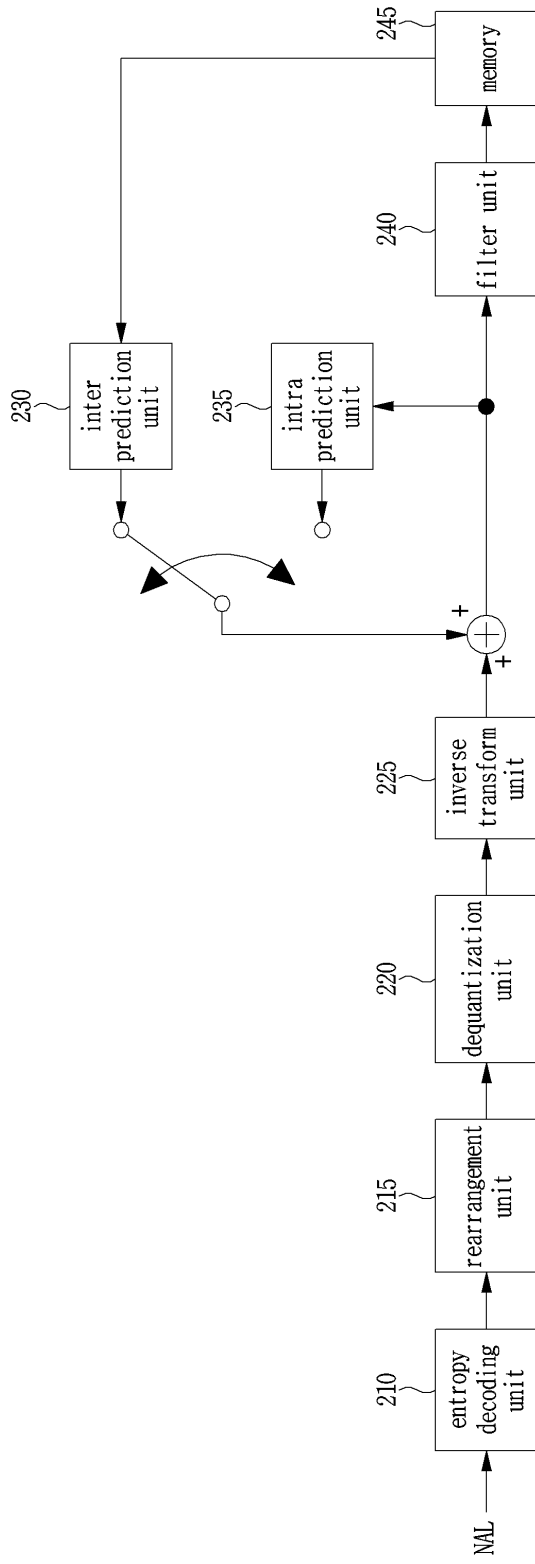 NAL
210
entropy
decoding
unit
215
rearrangement
unit
220
dequantization
unit
225
inverse
transform
unit
+
+
230
inter
prediction
unit
235
intra
prediction
unit
240
filter unit
245
memory